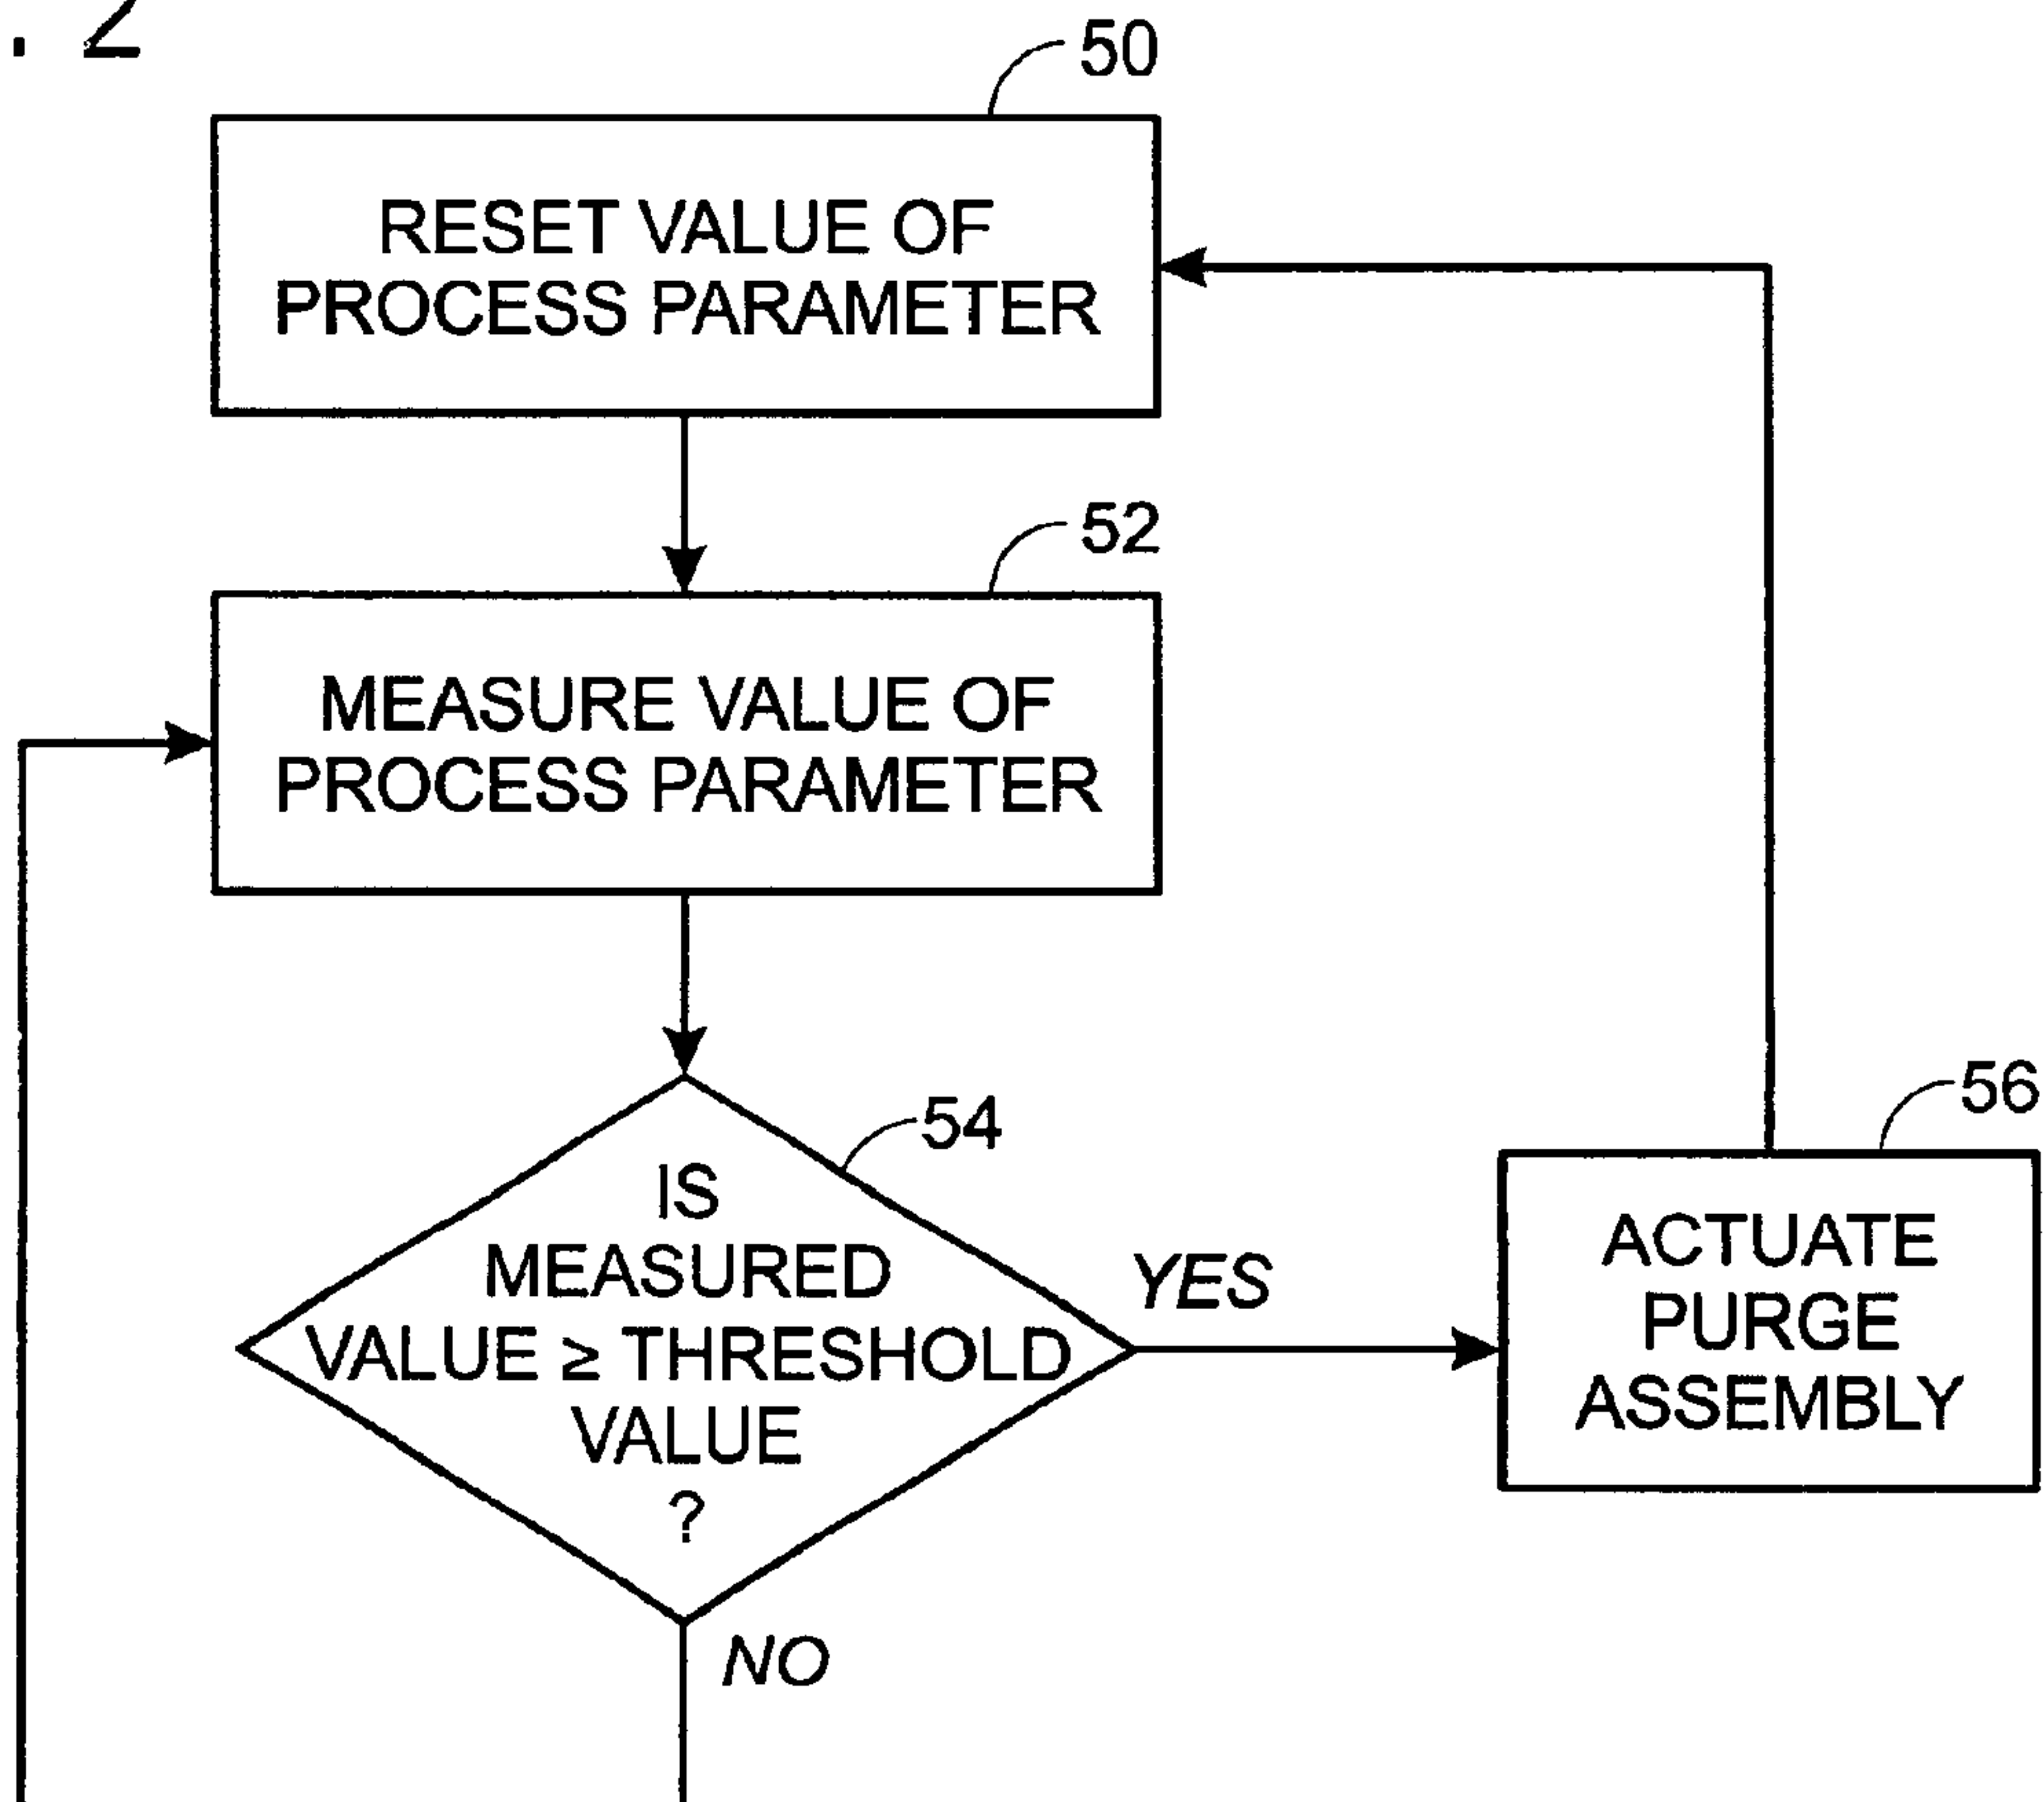 . 2
50
RESET VALUE OF
PROCESS PARAMETER
52
MEASURE VALUE OF
PROCESS PARAMETER
54
IS
MEASURED
VALUE ≥ THRESHOLD
VALUE
?
YES
56
ACTUATE
PURGE
ASSEMBLY
NO